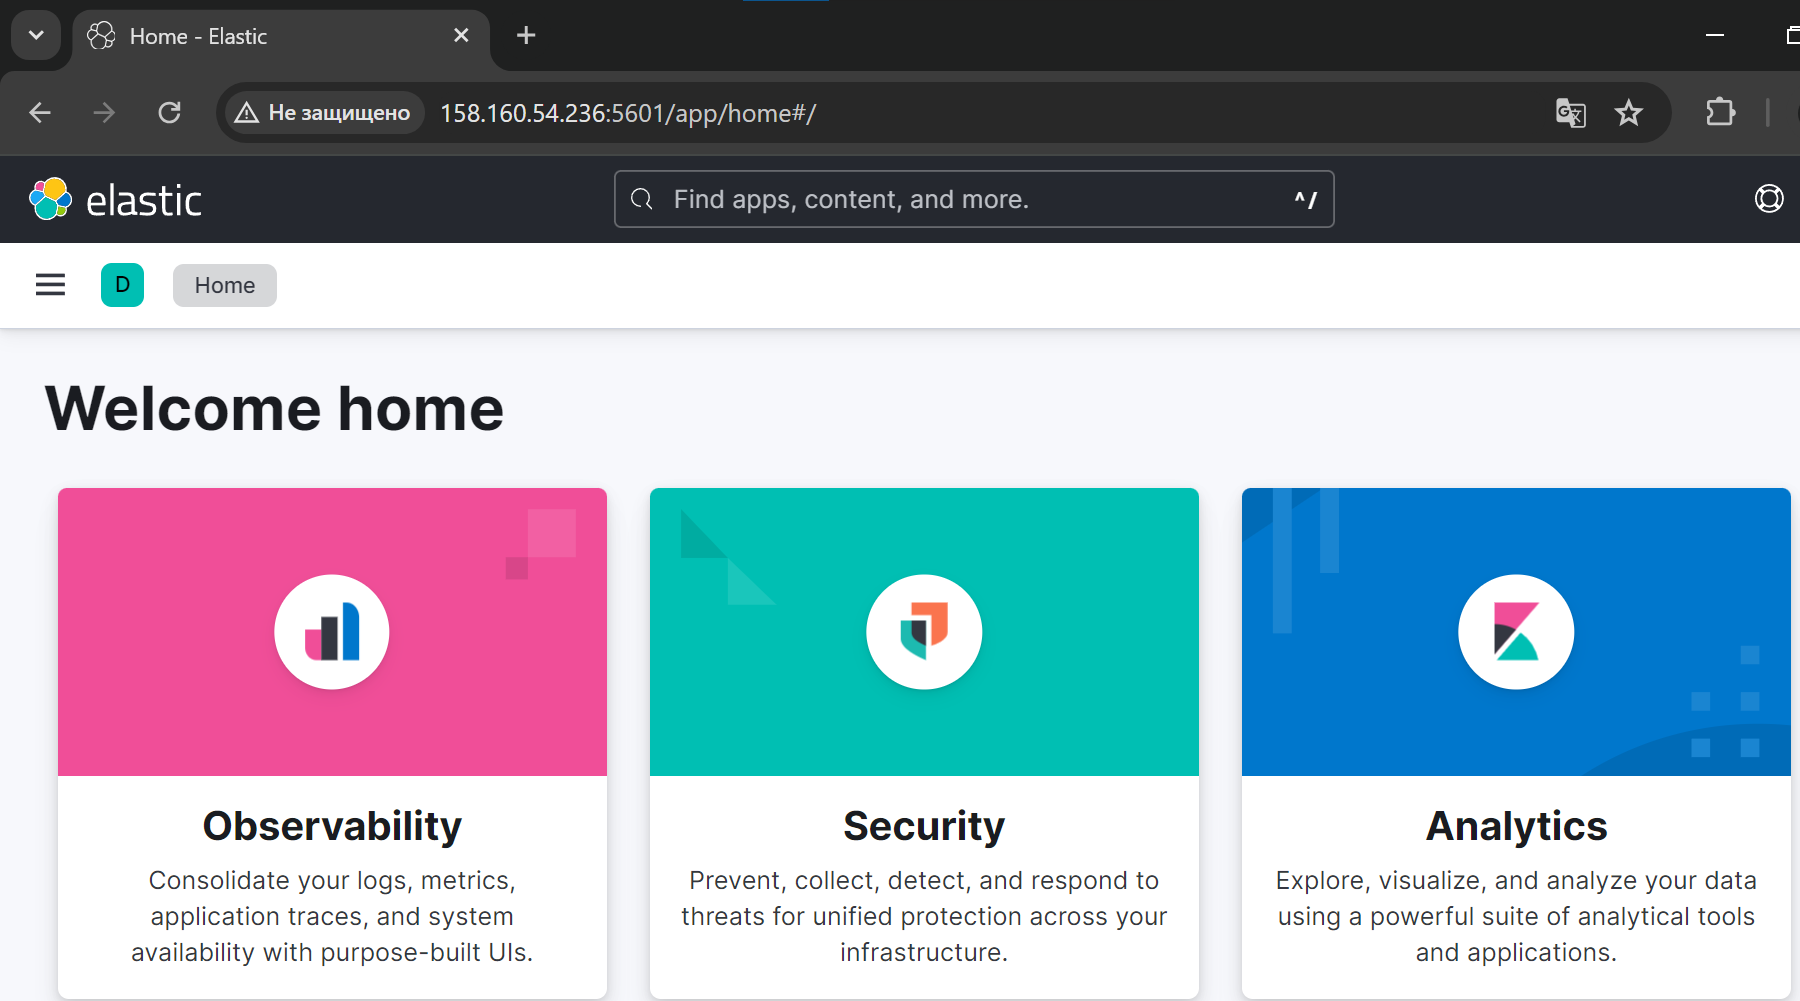 Home - Elastic
Не защищено 158.160.54.236:5601/app/home#/
elastic
Find apps, content, and more. ^/
D Home
Welcome home
Observability
Consolidate your logs, metrics,
application traces, and system
availability with purpose-built UIs.
Security
Prevent, collect, detect, and respond to
threats for unified protection across your
infrastructure.
Analytics
Explore, visualize, and analyze your data
using a powerful suite of analytical tools
and applications.